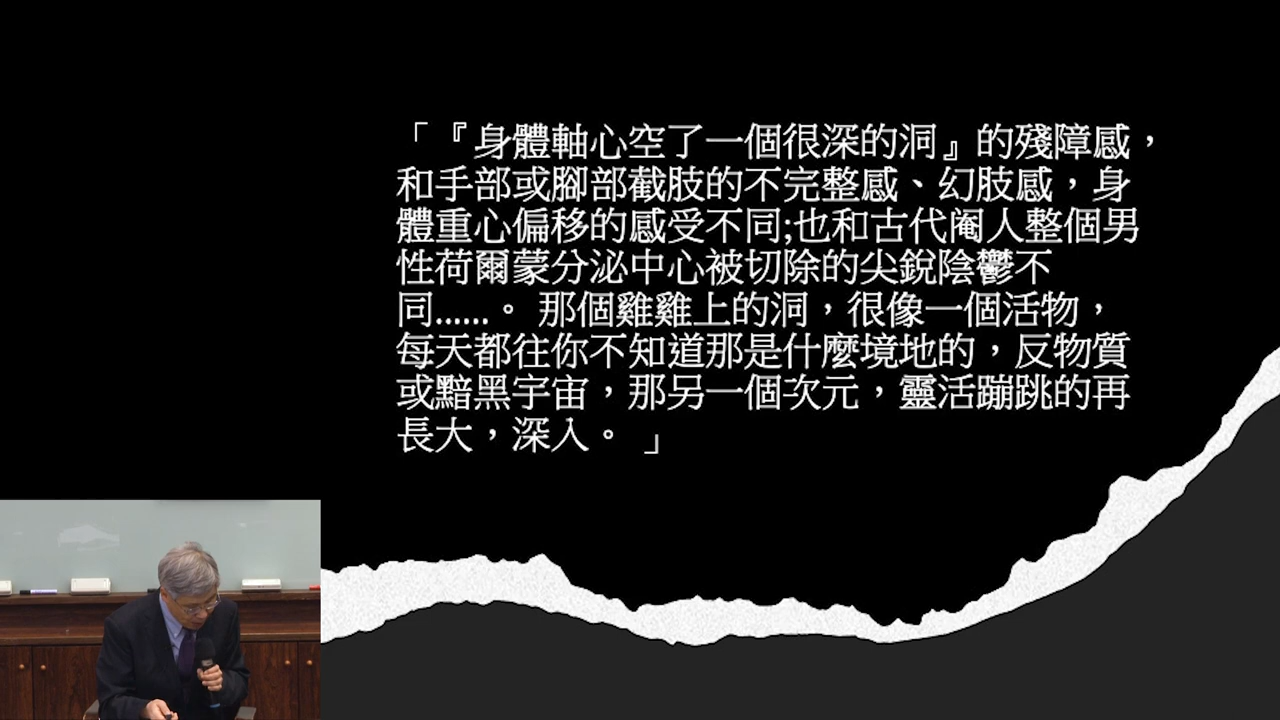 「『身體軸心空了一個很深的洞』的殘障感，
和手部或腳部截肢的不完整感、幻肢感，身
體重心偏移的感受不同;也和古代閹人整個男
性荷爾蒙分泌中心被切除的尖銳陰鬱不
同……。 那個雞雞上的洞，很像一個活物，
每天都往你不知道那是什麼境地的，反物質
或黯黑宇宙，那另一個次元，靈活蹦跳的再
長大，深入。 」